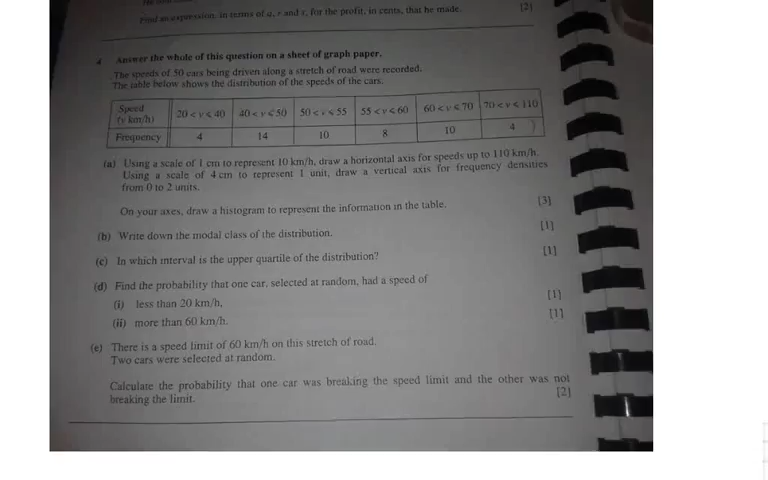 Find an expression, in terms of a, r and s, for the profit, in cents, that he made. [2]
4 Answer the whole of this question on a sheet of graph paper.
The speeds of 50 cars being driven along a stretch of road were recorded.
The table below shows the distribution of the speeds of the cars.
Speed (v km/h) 20 < v ⩽ 40 40 < v ⩽ 50 50 < v ⩽ 55 55 < v ⩽ 60 60 < v ⩽ 70 70 < v ⩽ 110
Frequency 4 14 10 8 10 4
(a) Using a scale of 1 cm to represent 10 km/h, draw a horizontal axis for speeds up to 110 km/h.
Using a scale of 4 cm to represent 1 unit, draw a vertical axis for frequency densities
from 0 to 2 units.
On your axes, draw a histogram to represent the information in the table. [3]
(b) Write down the modal class of the distribution. [1]
(c) In which interval is the upper quartile of the distribution? [1]
(d) Find the probability that one car, selected at random, had a speed of
(i) less than 20 km/h, [1]
(ii) more than 60 km/h. [1]
(e) There is a speed limit of 60 km/h on this stretch of road.
Two cars were selected at random.
Calculate the probability that one car was breaking the speed limit and the other was not
breaking the limit. [2]